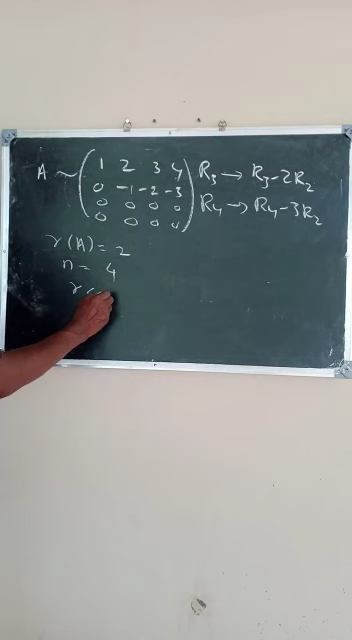 A ~ ( 1 2 3 4 ) R₃ → R₃-2R₂
0 -1 -2 -3 R₄ → R₄-3R₂
0 0 0 0
0 0 0 0
r(A) = 2
n = 4
r <